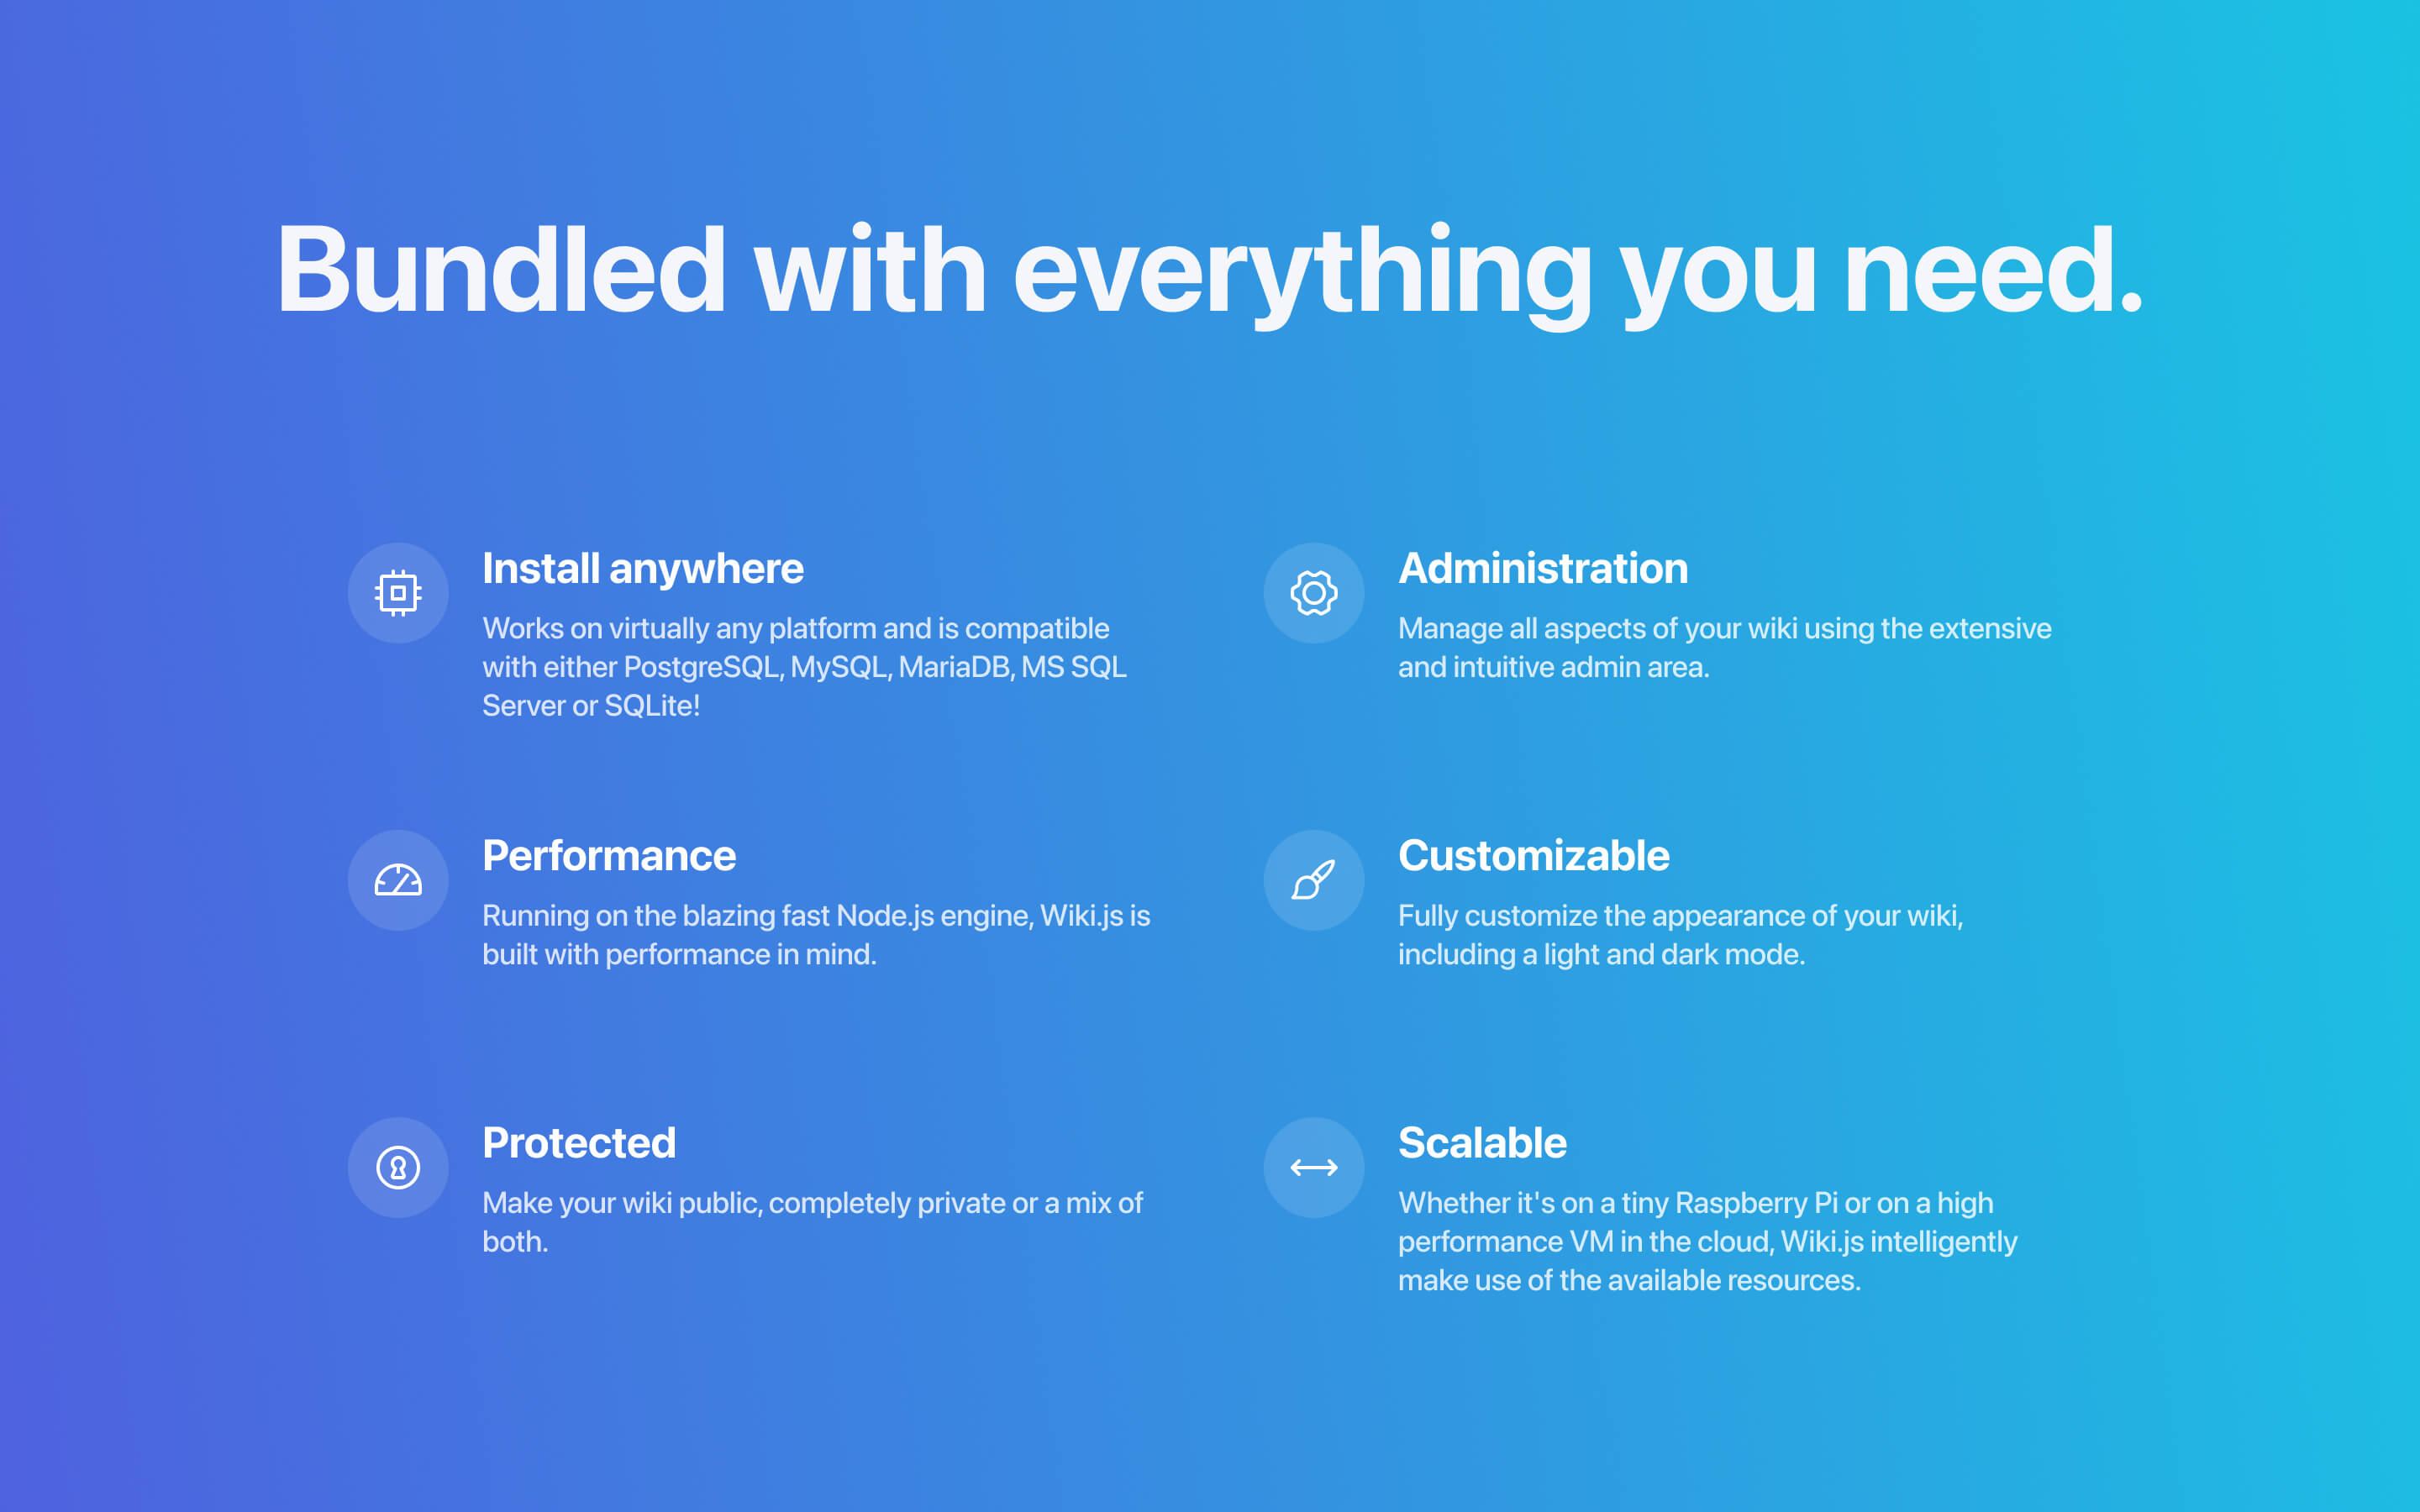 Bundled with everything you need.
Install anywhere
Works on virtually any platform and is compatible
with either PostgreSQL, MySQL, MariaDB, MS SQL
Server or SQLite!
Administration
Manage all aspects of your wiki using the extensive
and intuitive admin area.
Performance
Running on the blazing fast Node.js engine, Wiki.js is
built with performance in mind.
Customizable
Fully customize the appearance of your wiki,
including a light and dark mode.
Protected
Make your wiki public, completely private or a mix of
both.
Scalable
Whether it's on a tiny Raspberry Pi or on a high
performance VM in the cloud, Wiki.js intelligently
make use of the available resources.